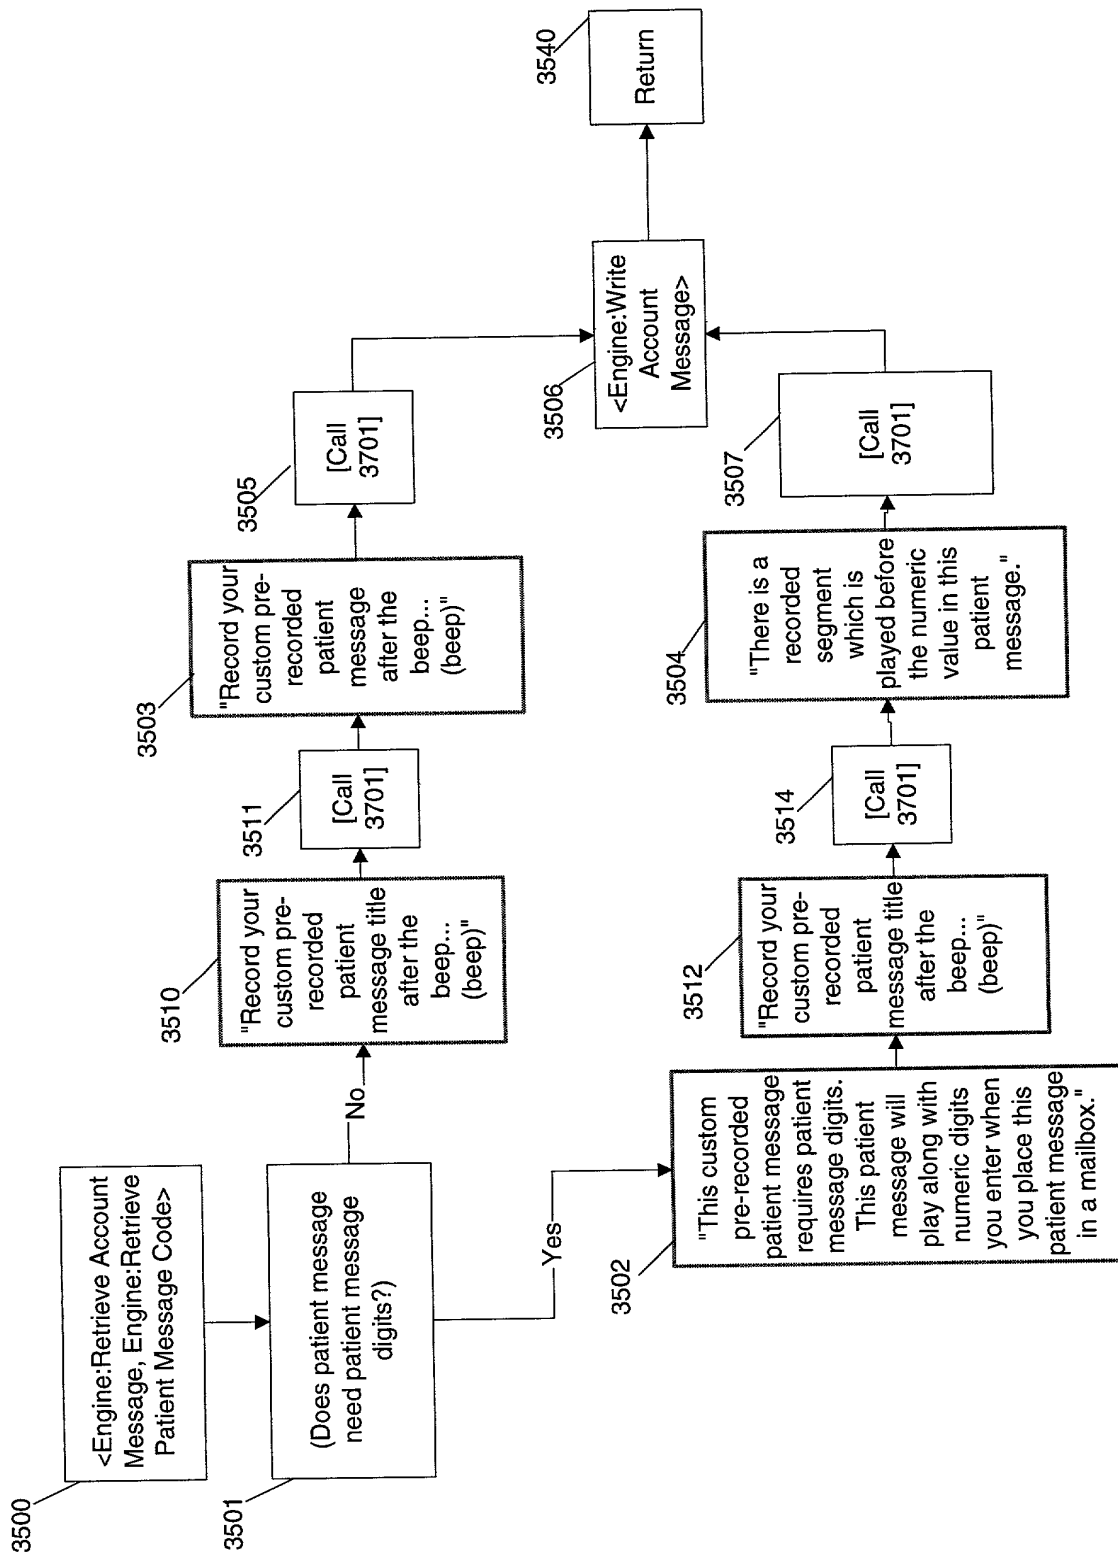 3500
<Engine:Retrieve Account
Message, Engine:Retrieve
Patient Message Code>
3501
(Does patient message
need patient message
digits?)
No
3510
"Record your
custom pre-
recorded
patient
message title
after the
beep...
(beep)"
3511
[Call
3701]
3503
"Record your
custom pre-
recorded
patient
message
after the
beep...
(beep)"
3505
[Call
3701]
Yes
3502
"This custom
pre-recorded
patient message
requires patient
message digits.
This patient
message will
play along with
numeric digits
you enter when
you place this
patient message
in a mailbox."
3512
"Record your
custom pre-
recorded
patient
message title
after the
beep...
(beep)"
3514
[Call
3701]
3504
"There is a
recorded
segment
which is
played before
the numeric
value in this
patient
message."
3507
[Call
3701]
3506
<Engine:Write
Account
Message>
3540
Return